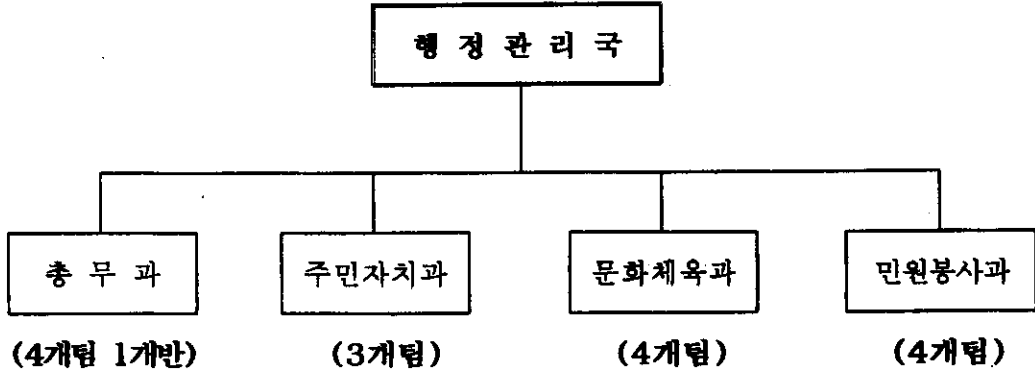 행 정 관 리 국
총 무 과
주민자치과
문화체육과
민원봉사과
(4개팀 1개반)
(3개팀)
(4개팀)
(4개팀)